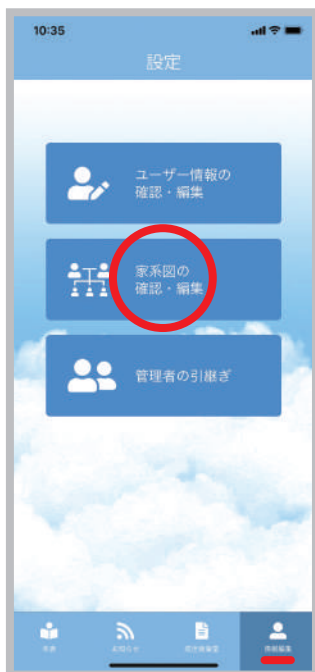 10:35
設定
ユーザー情報の
確認・編集
家系図の
確認・編集
管理者の引継ぎ
お知らせ
情報編集